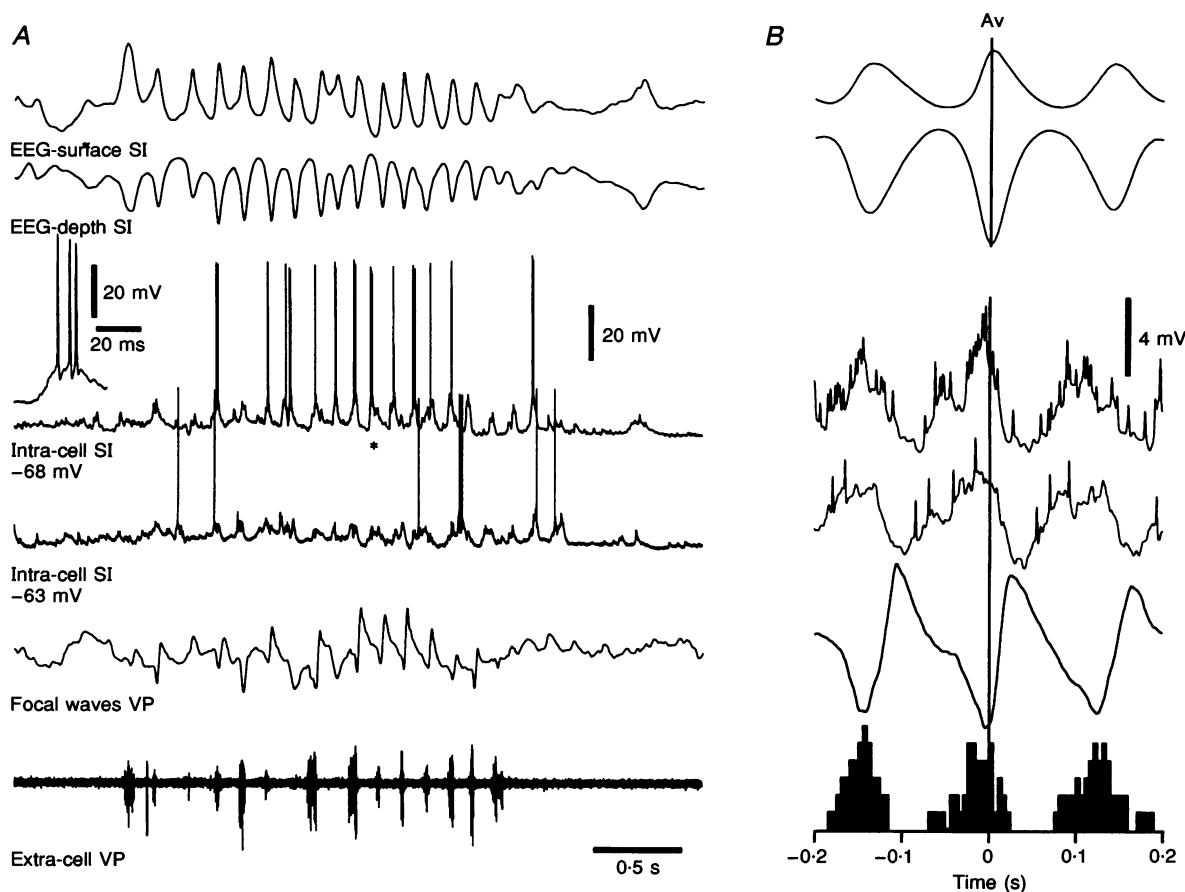 A
EEG-surface SI
EEG-depth SI
20 mV
20 ms
20 mV
*
Intra-cell SI
−68 mV
Intra-cell SI
−63 mV
Focal waves VP
Extra-cell VP
0·5 s
B
Av
4 mV
−0·2 −0·1 0 0·1 0·2
Time (s)